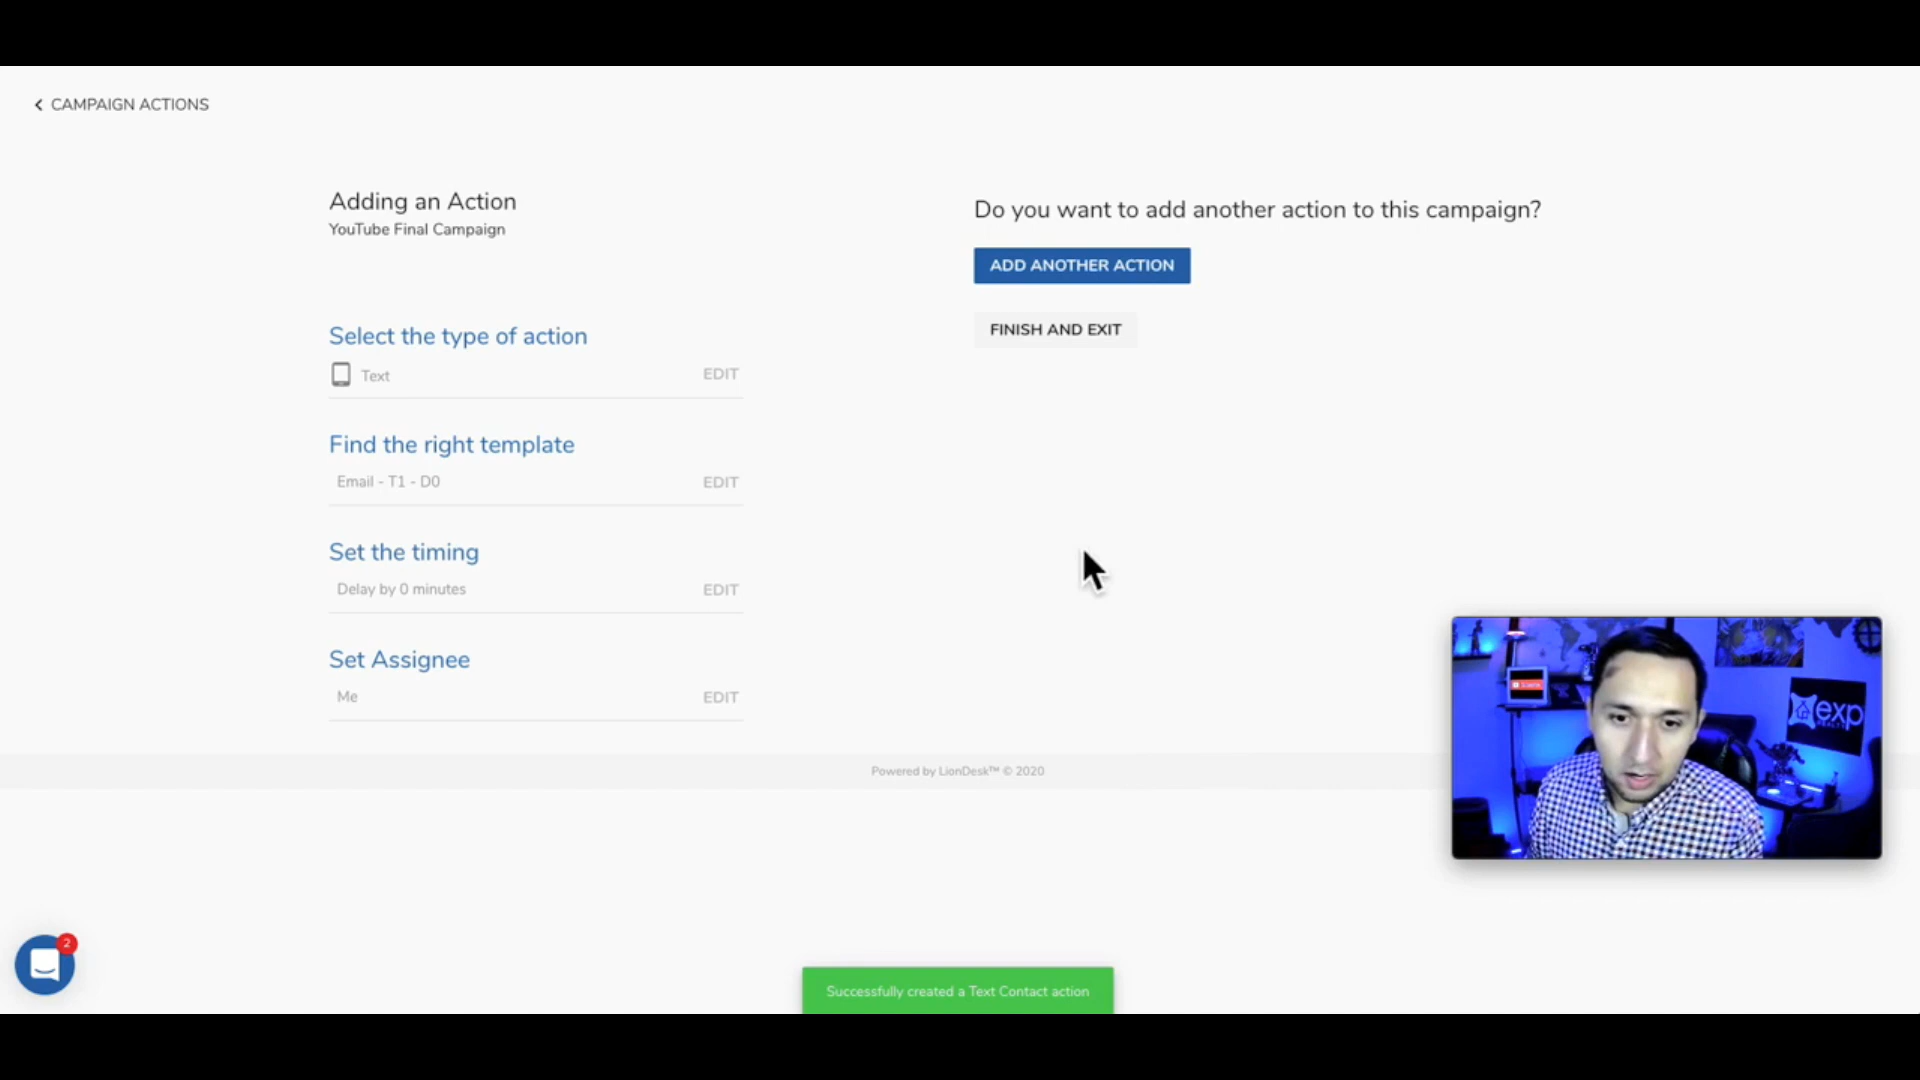 CAMPAIGN ACTIONS
Adding an Action
YouTube Final Campaign
Select the type of action
Text
EDIT
Find the right template
Email - T1 - D0
EDIT
Set the timing
Delay by 0 minutes
EDIT
Set Assignee
Me
EDIT
Do you want to add another action to this campaign?
ADD ANOTHER ACTION
FINISH AND EXIT
Powered by LionDesk™ © 2020
exp
2
Successfully created a Text Contact action